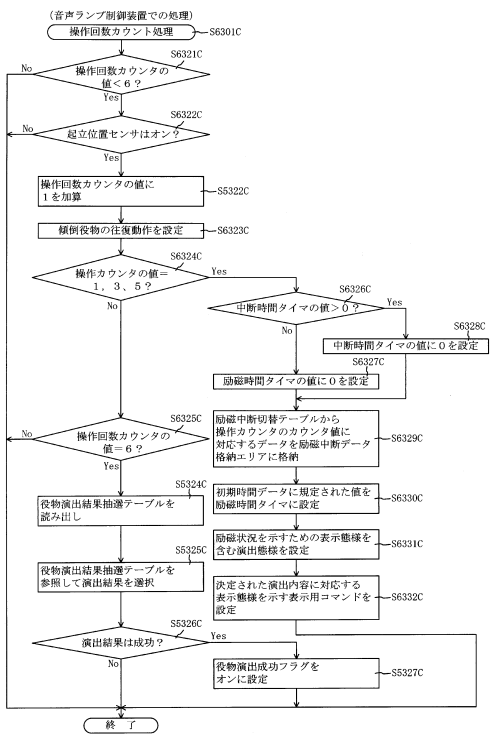 (音声ランプ制御装置での処理)
操作回数カウント処理
S6301C
S6321C
操作回数カウンタの
値<6?
No
Yes
S6322C
起立位置センサはオン?
No
Yes
操作回数カウンタの値に
1を加算
S5322C
傾倒役物の往復動作を設定
S6323C
S6324C
操作カウンタの値=
1,3、5?
Yes
No
S6326C
中断時間タイマの値>0?
Yes
No
S6328C
中断時間タイマの値に0を設定
S6327C
励磁時間タイマの値に0を設定
励磁中断切替テーブルから
操作カウンタのカウンタ値に
対応するデータを励磁中断データ
格納エリアに格納
S6329C
S6325C
操作回数カウンタの
値=6?
No
Yes
初期時間データに規定された値を
励磁時間タイマに設定
S6330C
S5324C
役物演出結果抽選テーブルを
読み出し
励磁状況を示すための表示態様を
含む演出態様を設定
S6331C
S5325C
役物演出結果抽選テーブルを
参照して演出結果を選択
決定された演出内容に対応する
表示態様を示す表示用コマンドを
設定
S6332C
S5326C
演出結果は成功?
Yes
No
役物演出成功フラグを
オンに設定
S5327C
終了